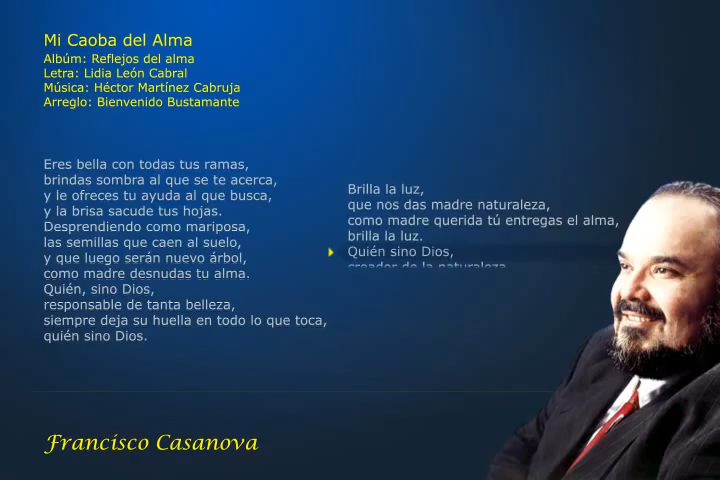 Mi Caoba del Alma
Albúm: Reflejos del alma
Letra: Lidia León Cabral
Música: Héctor Martínez Cabruja
Arreglo: Bienvenido Bustamante
Eres bella con todas tus ramas,
brindas sombra al que se te acerca,
y le ofreces tu ayuda al que busca,
y la brisa sacude tus hojas.
Desprendiendo como mariposa,
las semillas que caen al suelo,
y que luego serán nuevo árbol,
como madre desnudas tu alma.
Quién, sino Dios,
responsable de tanta belleza,
siempre deja su huella en todo lo que toca,
quién sino Dios.
Brilla la luz,
que nos das madre naturaleza,
como madre querida tú entregas el alma,
brilla la luz.
Quién sino Dios,
creador de la naturaleza
Francisco Casanova